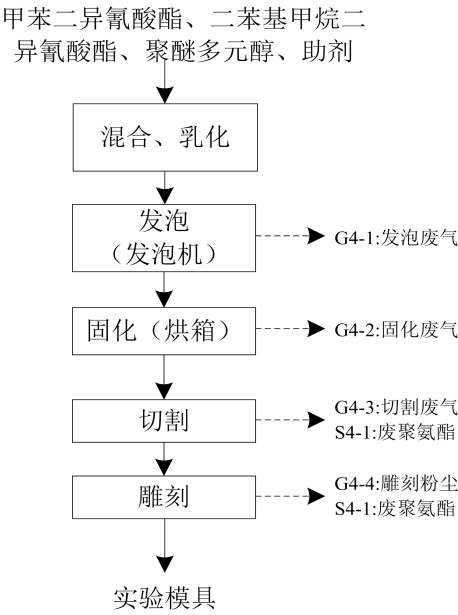 甲苯二异氰酸酯、二苯基甲烷二
异氰酸酯、聚醚多元醇、助剂
混合、乳化
发泡
（发泡机）
G4-1:发泡废气
固化（烘箱）
G4-2:固化废气
切割
G4-3:切割废气
S4-1:废聚氨酯
雕刻
G4-4:雕刻粉尘
S4-1:废聚氨酯
实验模具